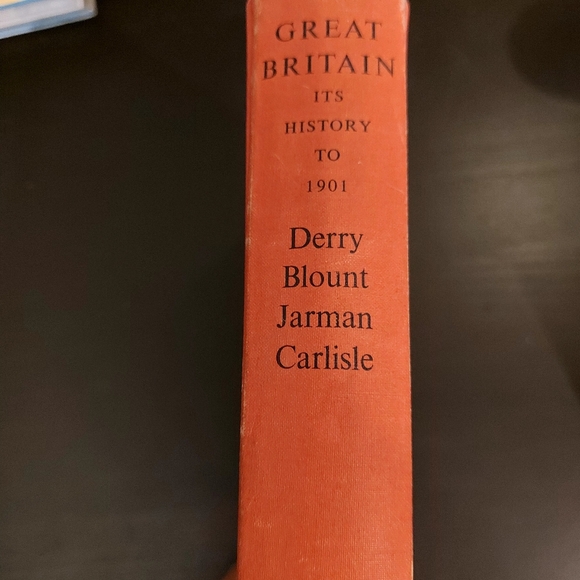 GREAT
BRITAIN
ITS
HISTORY
TO
1901
Derry
Blount
Jarman
Carlisle